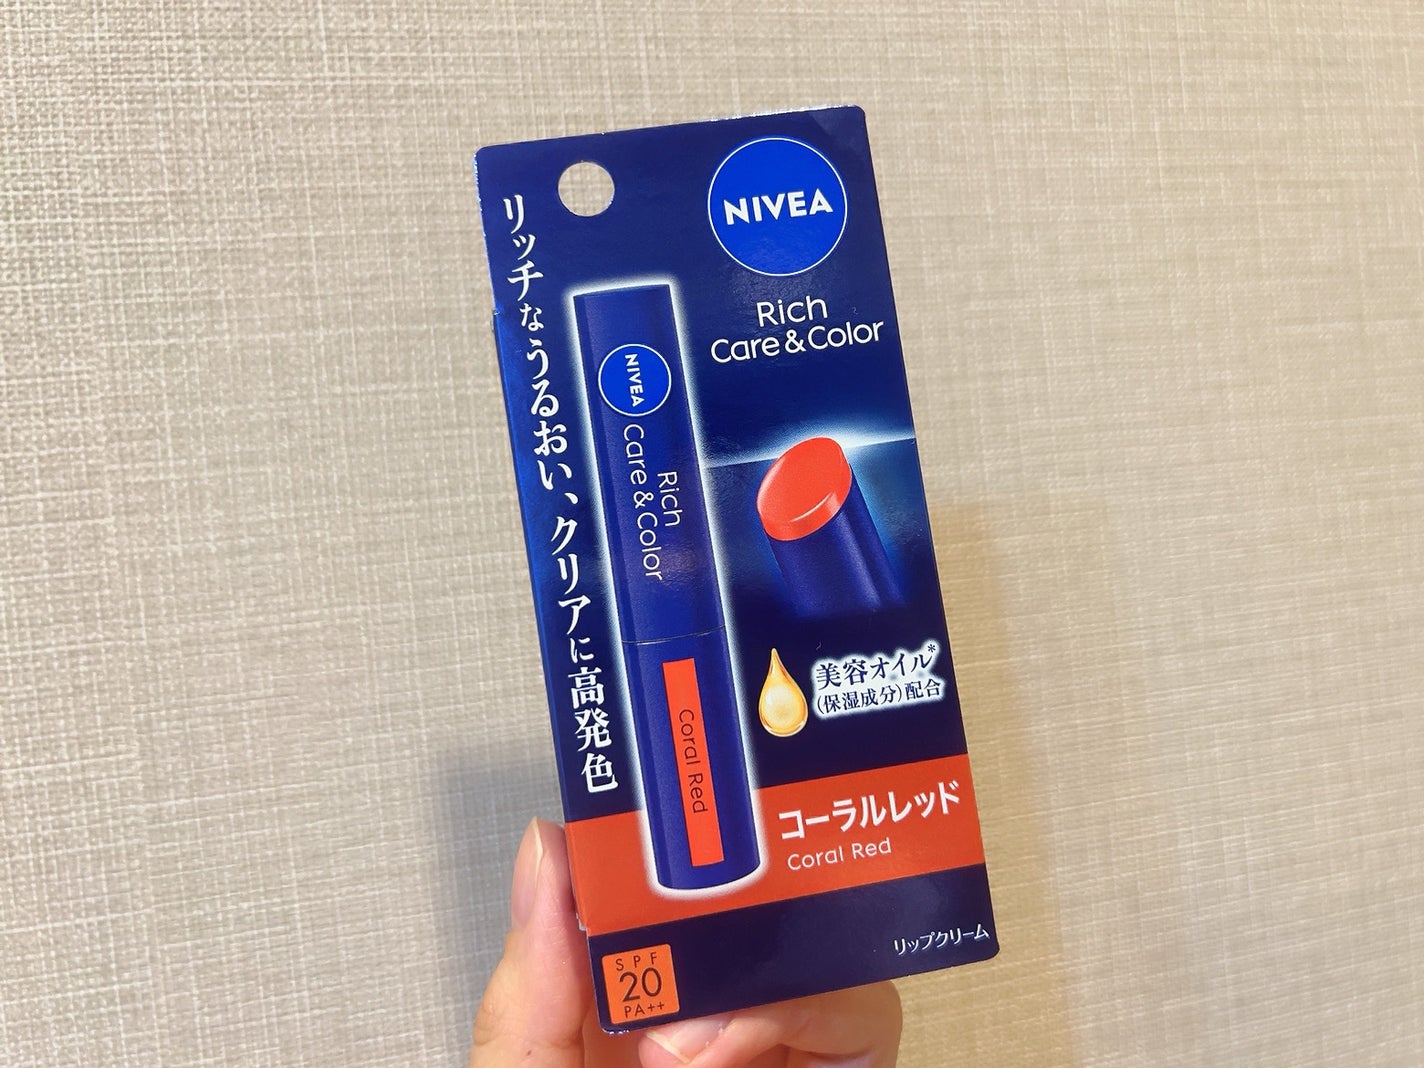 NIVEA
Rich
Care&Color
リッチなうるおい、クリアに高発色
NIVEA
Rich
Care&Color
Coral Red
美容オイル*
(保湿成分)配合
コーラルレッド
Coral Red
リップクリーム
SPF
20
PA++